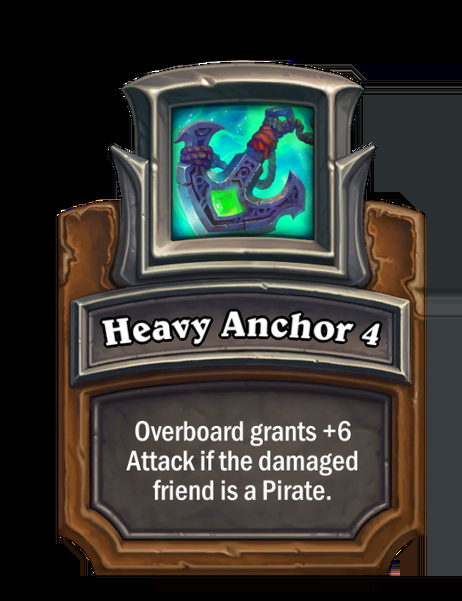 Heavy Anchor 4
Overboard grants +6
Attack if the damaged
friend is a Pirate.